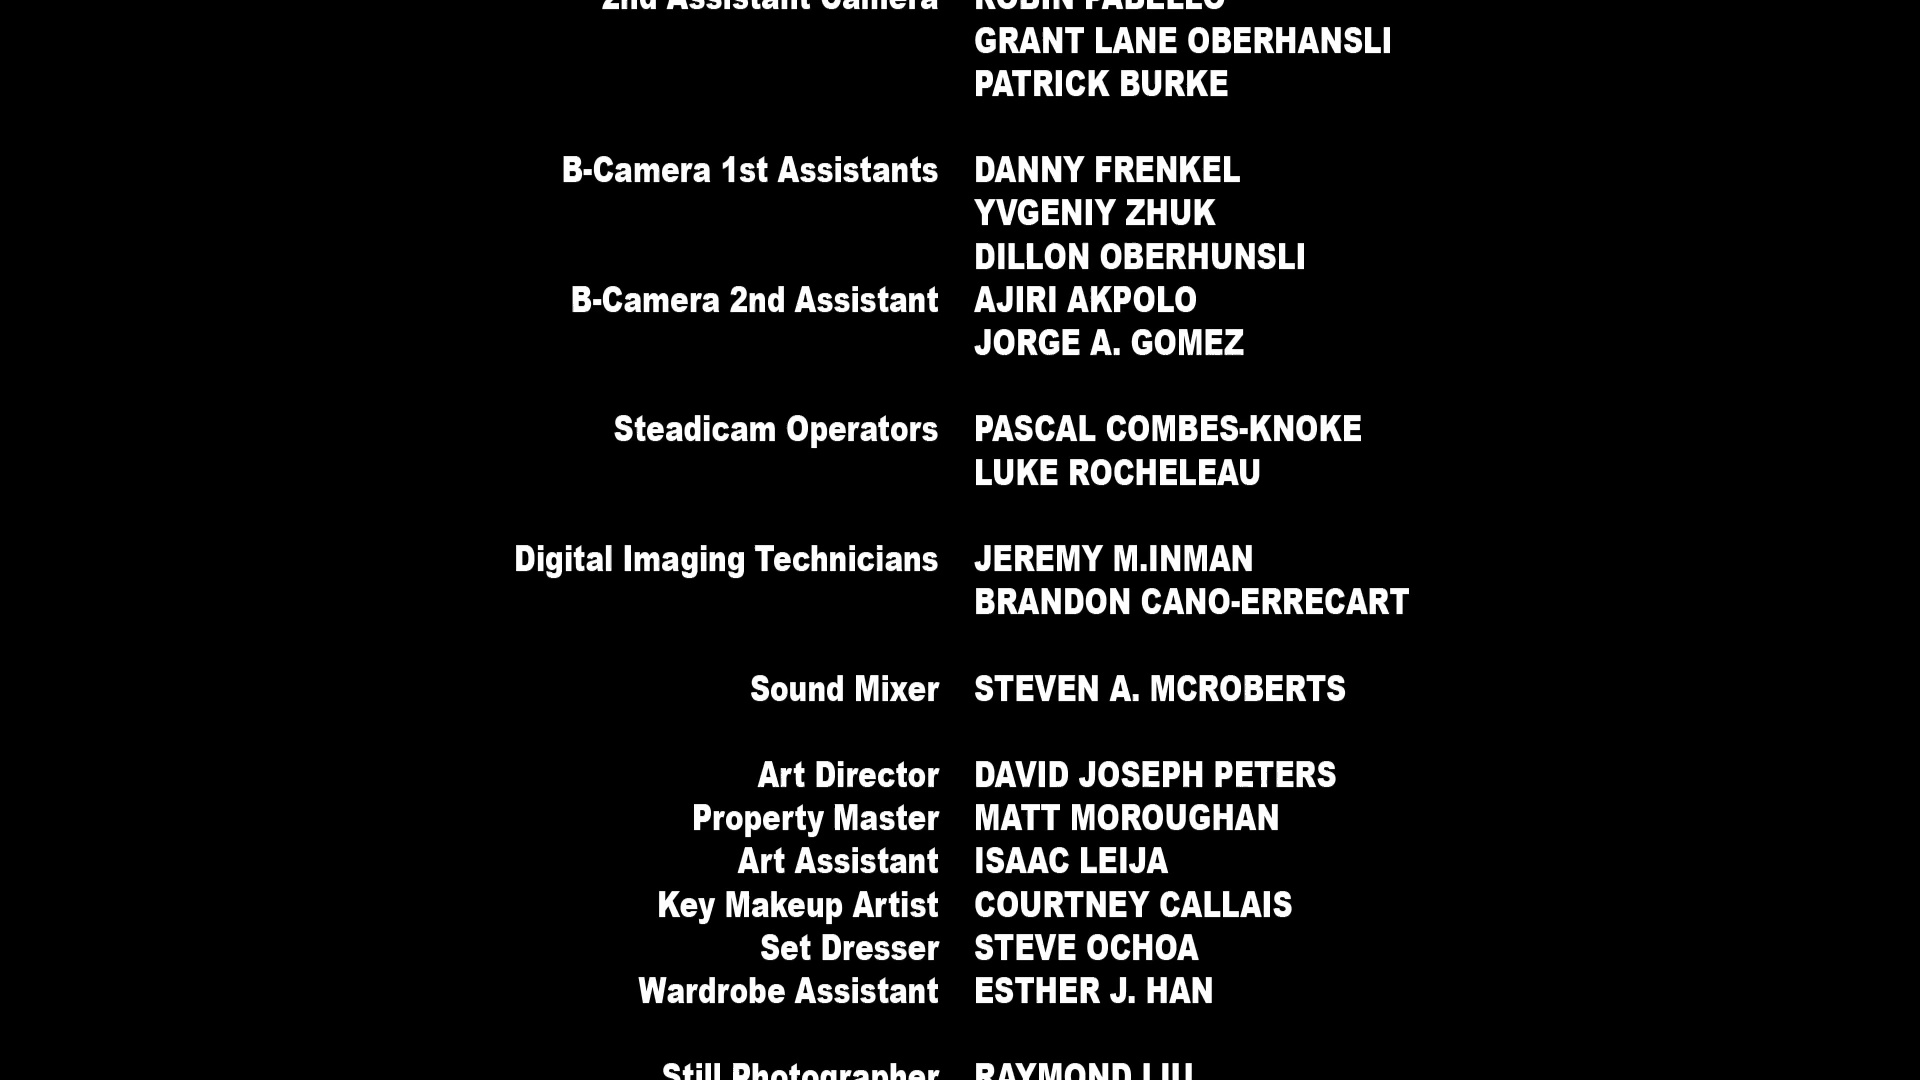 2nd Assistant Camera ROBIN PABELLO
GRANT LANE OBERHANSLI
PATRICK BURKE
B-Camera 1st Assistants DANNY FRENKEL
YVGENIY ZHUK
DILLON OBERHUNSLI
B-Camera 2nd Assistant AJIRI AKPOLO
JORGE A. GOMEZ
Steadicam Operators PASCAL COMBES-KNOKE
LUKE ROCHELEAU
Digital Imaging Technicians JEREMY M.INMAN
BRANDON CANO-ERRECART
Sound Mixer STEVEN A. MCROBERTS
Art Director DAVID JOSEPH PETERS
Property Master MATT MOROUGHAN
Art Assistant ISAAC LEIJA
Key Makeup Artist COURTNEY CALLAIS
Set Dresser STEVE OCHOA
Wardrobe Assistant ESTHER J. HAN
Still Photographer RAYMOND LIU